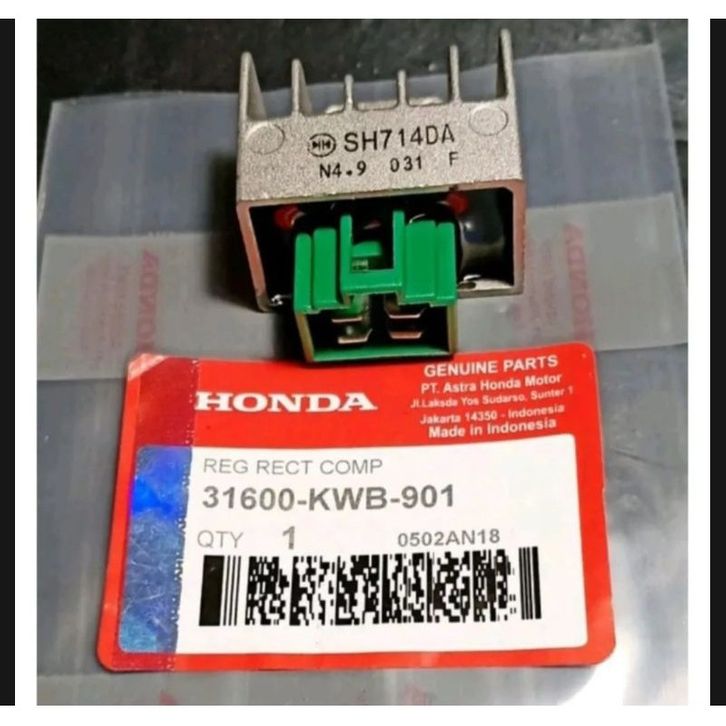 SH714DA
N4.9 031 F
HONDA
GENUINE PARTS
PT. Astra Honda Motor
Jl.Laksda Yos Sudarso, Sunter 1
Jakarta 14350 - Indonesia
Made in Indonesia
HONDA
REG RECT COMP
31600-KWB-901
QTY 1 0502AN18